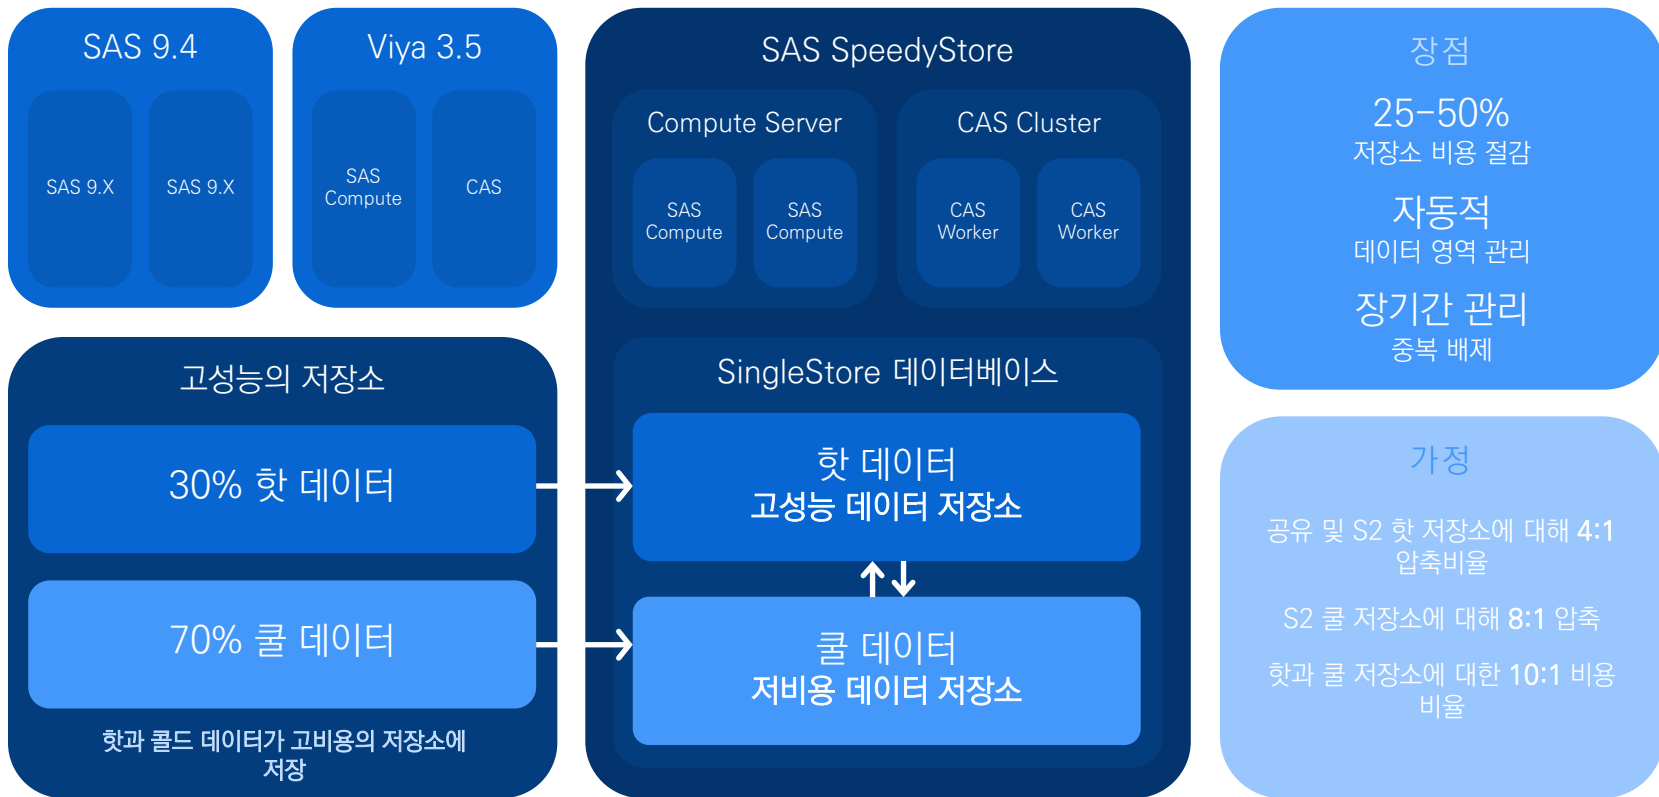 SAS 9.4
SAS 9.X
SAS 9.X
Viya 3.5
SAS
Compute
CAS
고성능의 저장소
30% 핫 데이터
70% 쿨 데이터
핫과 콜드 데이터가 고비용의 저장소에
저장
SAS SpeedyStore
Compute Server
SAS
Compute
SAS
Compute
CAS Cluster
CAS
Worker
CAS
Worker
SingleStore 데이터베이스
핫 데이터
고성능 데이터 저장소
쿨 데이터
저비용 데이터 저장소
장점
25-50%
저장소 비용 절감
자동적
데이터 영역 관리
장기간 관리
중복 배제
가정
공유 및 S2 핫 저장소에 대해 4:1
압축비율
S2 쿨 저장소에 대해 8:1 압축
핫과 쿨 저장소에 대한 10:1 비용
비율